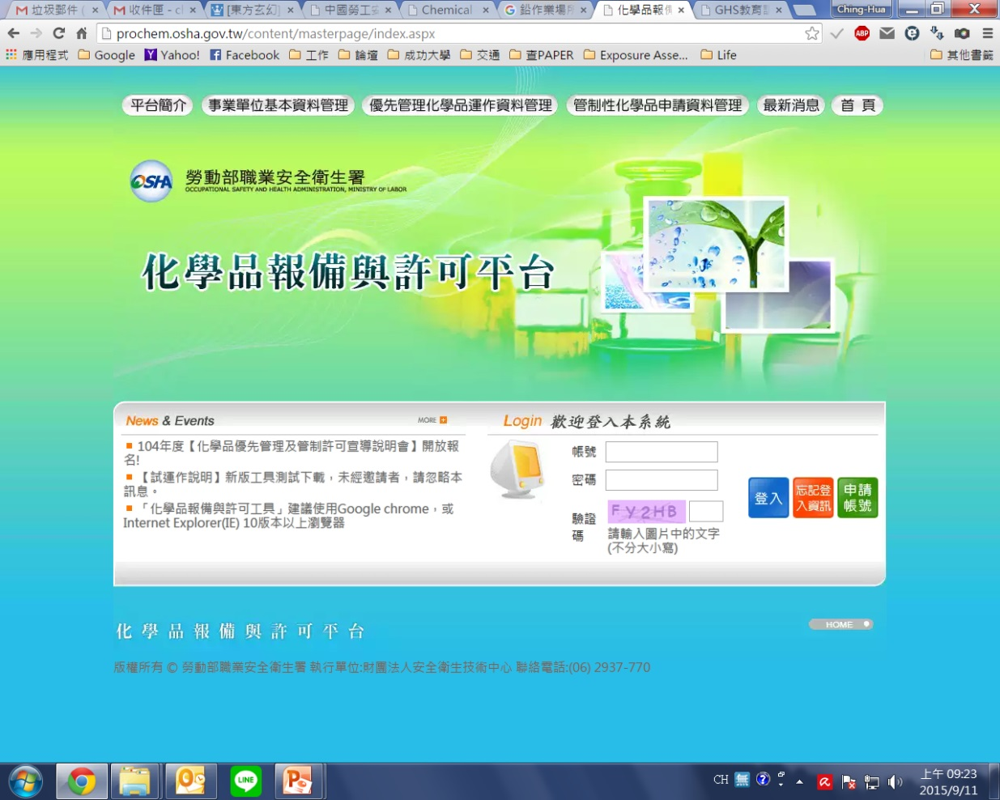 垃圾郵件 (
收件匣 - cl
[東方玄幻]
中國勞工安
Chemical
鉛作業場所
化學品報備
GHS教育訓
Ching-Hua
prochem.osha.gov.tw/content/masterpage/index.aspx
ABP
應用程式 Google Yahoo! Facebook 工作 論壇 成功大學 交通 查PAPER Exposure Asse... Life 其他書籤
平台簡介 事業單位基本資料管理 優先管理化學品運作資料管理 管制性化學品申請資料管理 最新消息 首 頁
OSHA
勞動部職業安全衛生署
OCCUPATIONAL SAFETY AND HEALTH ADMINISTRATION, MINISTRY OF LABOR
化學品報備與許可平台
News & Events MORE
104年度【化學品優先管理及管制許可宣導說明會】開放報
名!
【試運作說明】新版工具測試下載，未經邀請者，請忽略本
訊息。
「化學品報備與許可工具」建議使用Google chrome，或
Internet Explorer(IE) 10版本以上瀏覽器
Login 歡迎登入本系統
帳號
密碼
驗證
碼
FY2HB
請輸入圖片中的文字
(不分大小寫)
登入
忘記登
入資訊
申請
帳號
化學品報備與許可平台
HOME
版權所有 © 勞動部職業安全衛生署 執行單位:財團法人安全衛生技術中心 聯絡電話:(06) 2937-770
LINE
CH 無
上午 09:23
2015/9/11